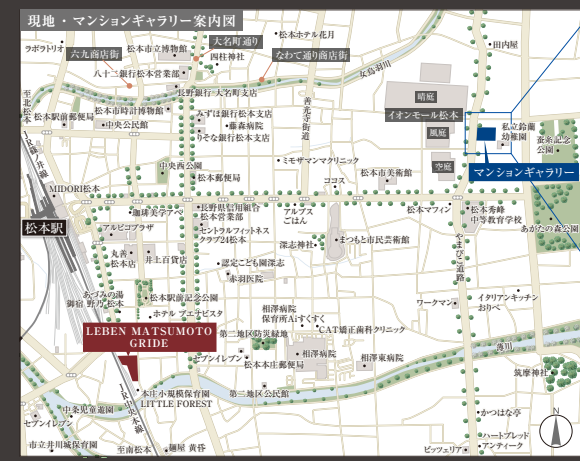 現地・マンションギャラリー案内図
ラボラトリオ
六九商店街
松本市立博物館
大名町通り
四柱神社
松本ホテル花月
なわて通り商店街
女鳥羽川
田内屋
八十二銀行松本営業部
長野銀行 大名町支店
至北松本
松本駅前郵便局
松本市時計博物館
中央公民館
みずほ銀行松本支店
藤森病院
りそな銀行松本支店
善光寺街道
晴庭
イオンモール松本
風庭
空庭
私立鈴蘭
幼稚園
蚕糸記念
公園
マンションギャラリー
中央西公園
松本郵便局
ミモザマンマクリニック
ココス
松本市美術館
MIDORI松本
松本駅
珈琲美学アベ
アルピコプラザ
丸善
松本店
井上百貨店
長野県信用組合
松本営業部
セントラルフィットネス
クラブ24松本
アルプス
ごはん
深志神社
まつもと市民芸術館
松本マフィン
松本秀峰
中等教育学校
あがたの森公園
やまびこ道路
認定こども園深志
赤羽医院
あづみの湯
御宿 野乃 松本
松本駅前記念公園
ホテル ブエナビスタ
相澤病院
保育所Aiすくすく
CAT矯正歯科クリニック
ワークマン
イタリアンキッチン
おりべ
LEBEN MATSUMOTO
GRIDE
第二地区防災緑地
セブンイレブン
松本本庄郵便局
相澤病院
相澤東病院
薄川
筑摩神社
本庄小規模保育園
LITTLE FOREST
第二地区公民館
JR中央本線
中条児童遊園
セブンイレブン
市立井川城保育園
至南松本
麺屋 黄昏
かつはな亭
ハートブレッド
アンティーク
ピッツェリア
N